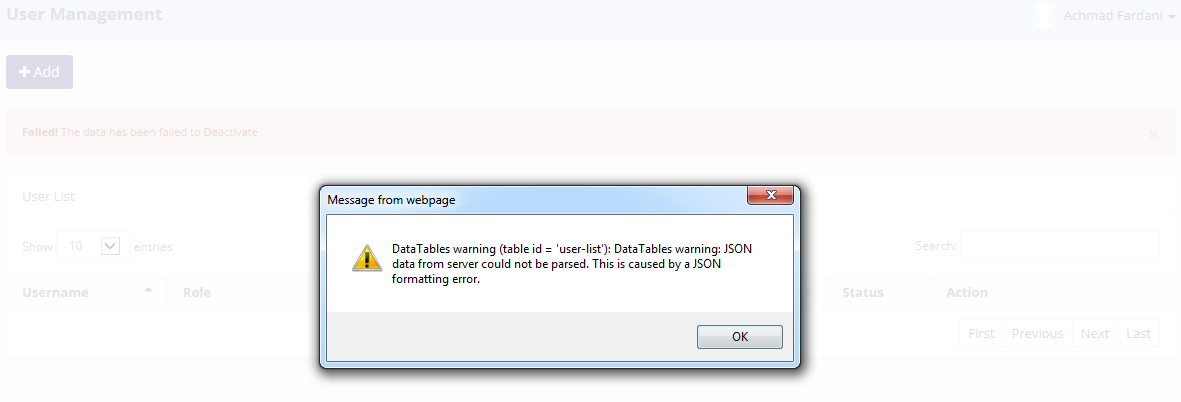 User Management
Achmad Fardani
Add
Failed! The data has been failed to Deactivate
×
User List
Message from webpage
DataTables warning (table id = 'user-list'): DataTables warning: JSON
data from server could not be parsed. This is caused by a JSON
formatting error.
OK
Show 10 entries
Search:
Username Role Status Action
First Previous Next Last